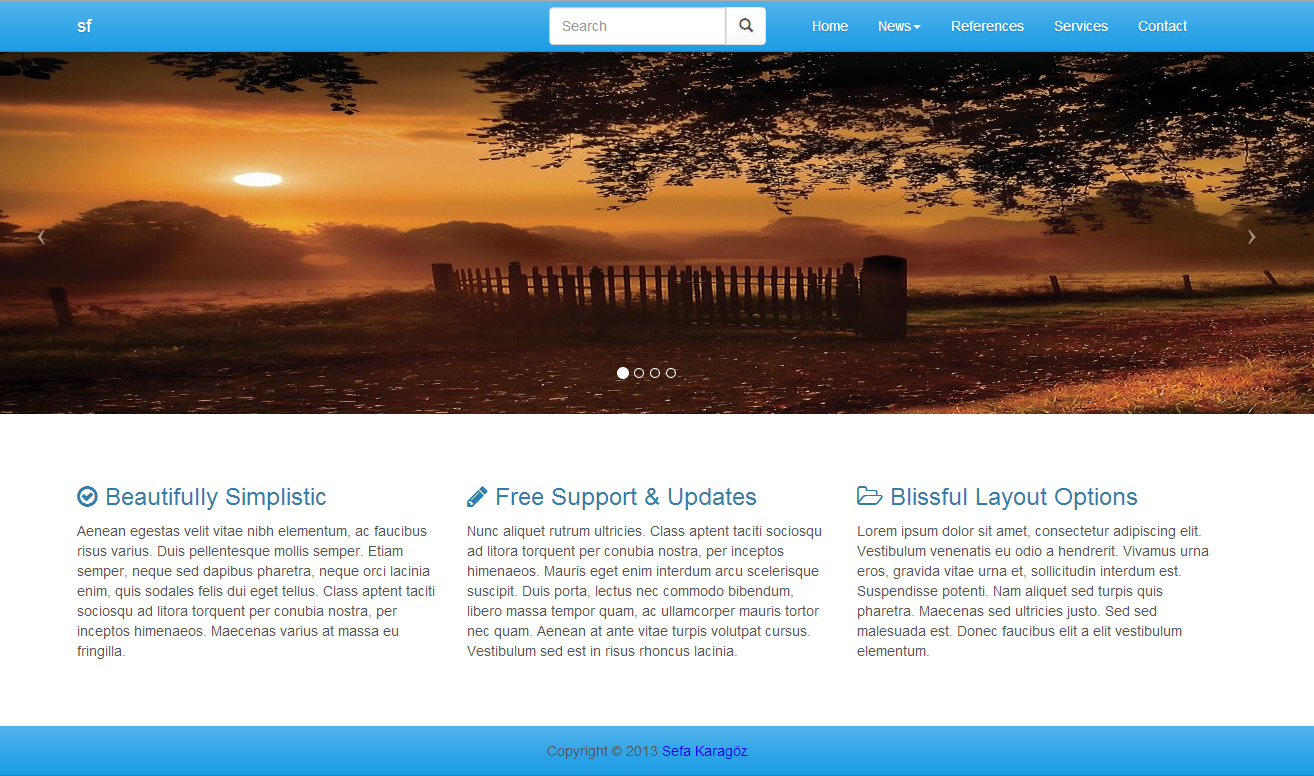 sf
Search
Home
News
References
Services
Contact
Beautifully Simplistic
Aenean egestas velit vitae nibh elementum, ac faucibus
risus varius. Duis pellentesque mollis semper. Etiam
semper, neque sed dapibus pharetra, neque orci lacinia
enim, quis sodales felis dui eget tellus. Class aptent taciti
sociosqu ad litora torquent per conubia nostra, per
inceptos himenaeos. Maecenas varius at massa eu
fringilla.
Free Support & Updates
Nunc aliquet rutrum ultricies. Class aptent taciti sociosqu
ad litora torquent per conubia nostra, per inceptos
himenaeos. Mauris eget enim interdum arcu scelerisque
suscipit. Duis porta, lectus nec commodo bibendum,
libero massa tempor quam, ac ullamcorper mauris tortor
nec quam. Aenean at ante vitae turpis volutpat cursus.
Vestibulum sed est in risus rhoncus lacinia.
Blissful Layout Options
Lorem ipsum dolor sit amet, consectetur adipiscing elit.
Vestibulum venenatis eu odio a hendrerit. Vivamus urna
eros, gravida vitae urna et, sollicitudin interdum est.
Suspendisse potenti. Nam aliquet sed turpis quis
pharetra. Maecenas sed ultricies justo. Sed sed
malesuada est. Donec faucibus elit a elit vestibulum
elementum.
Copyright © 2013 Sefa Karagöz